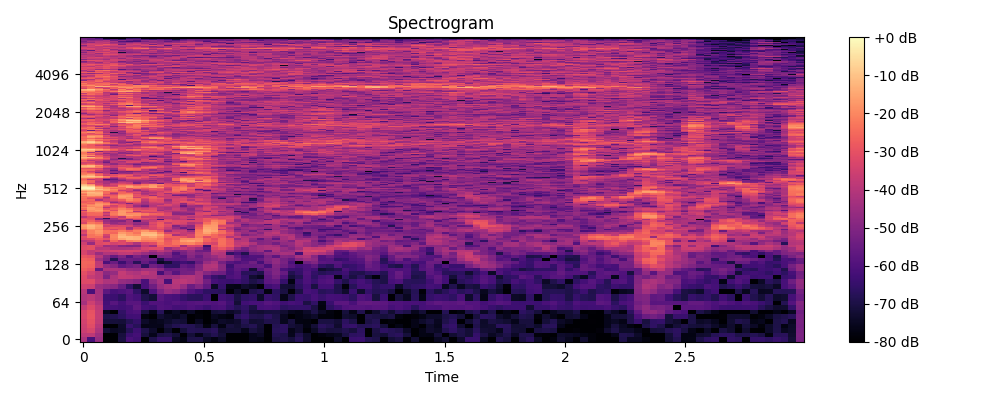 Spectrogram
4096
2048
1024
512
256
128
64
0
Hz
0
0.5
1
1.5
2
2.5
Time
+0 dB
-10 dB
-20 dB
-30 dB
-40 dB
-50 dB
-60 dB
-70 dB
-80 dB